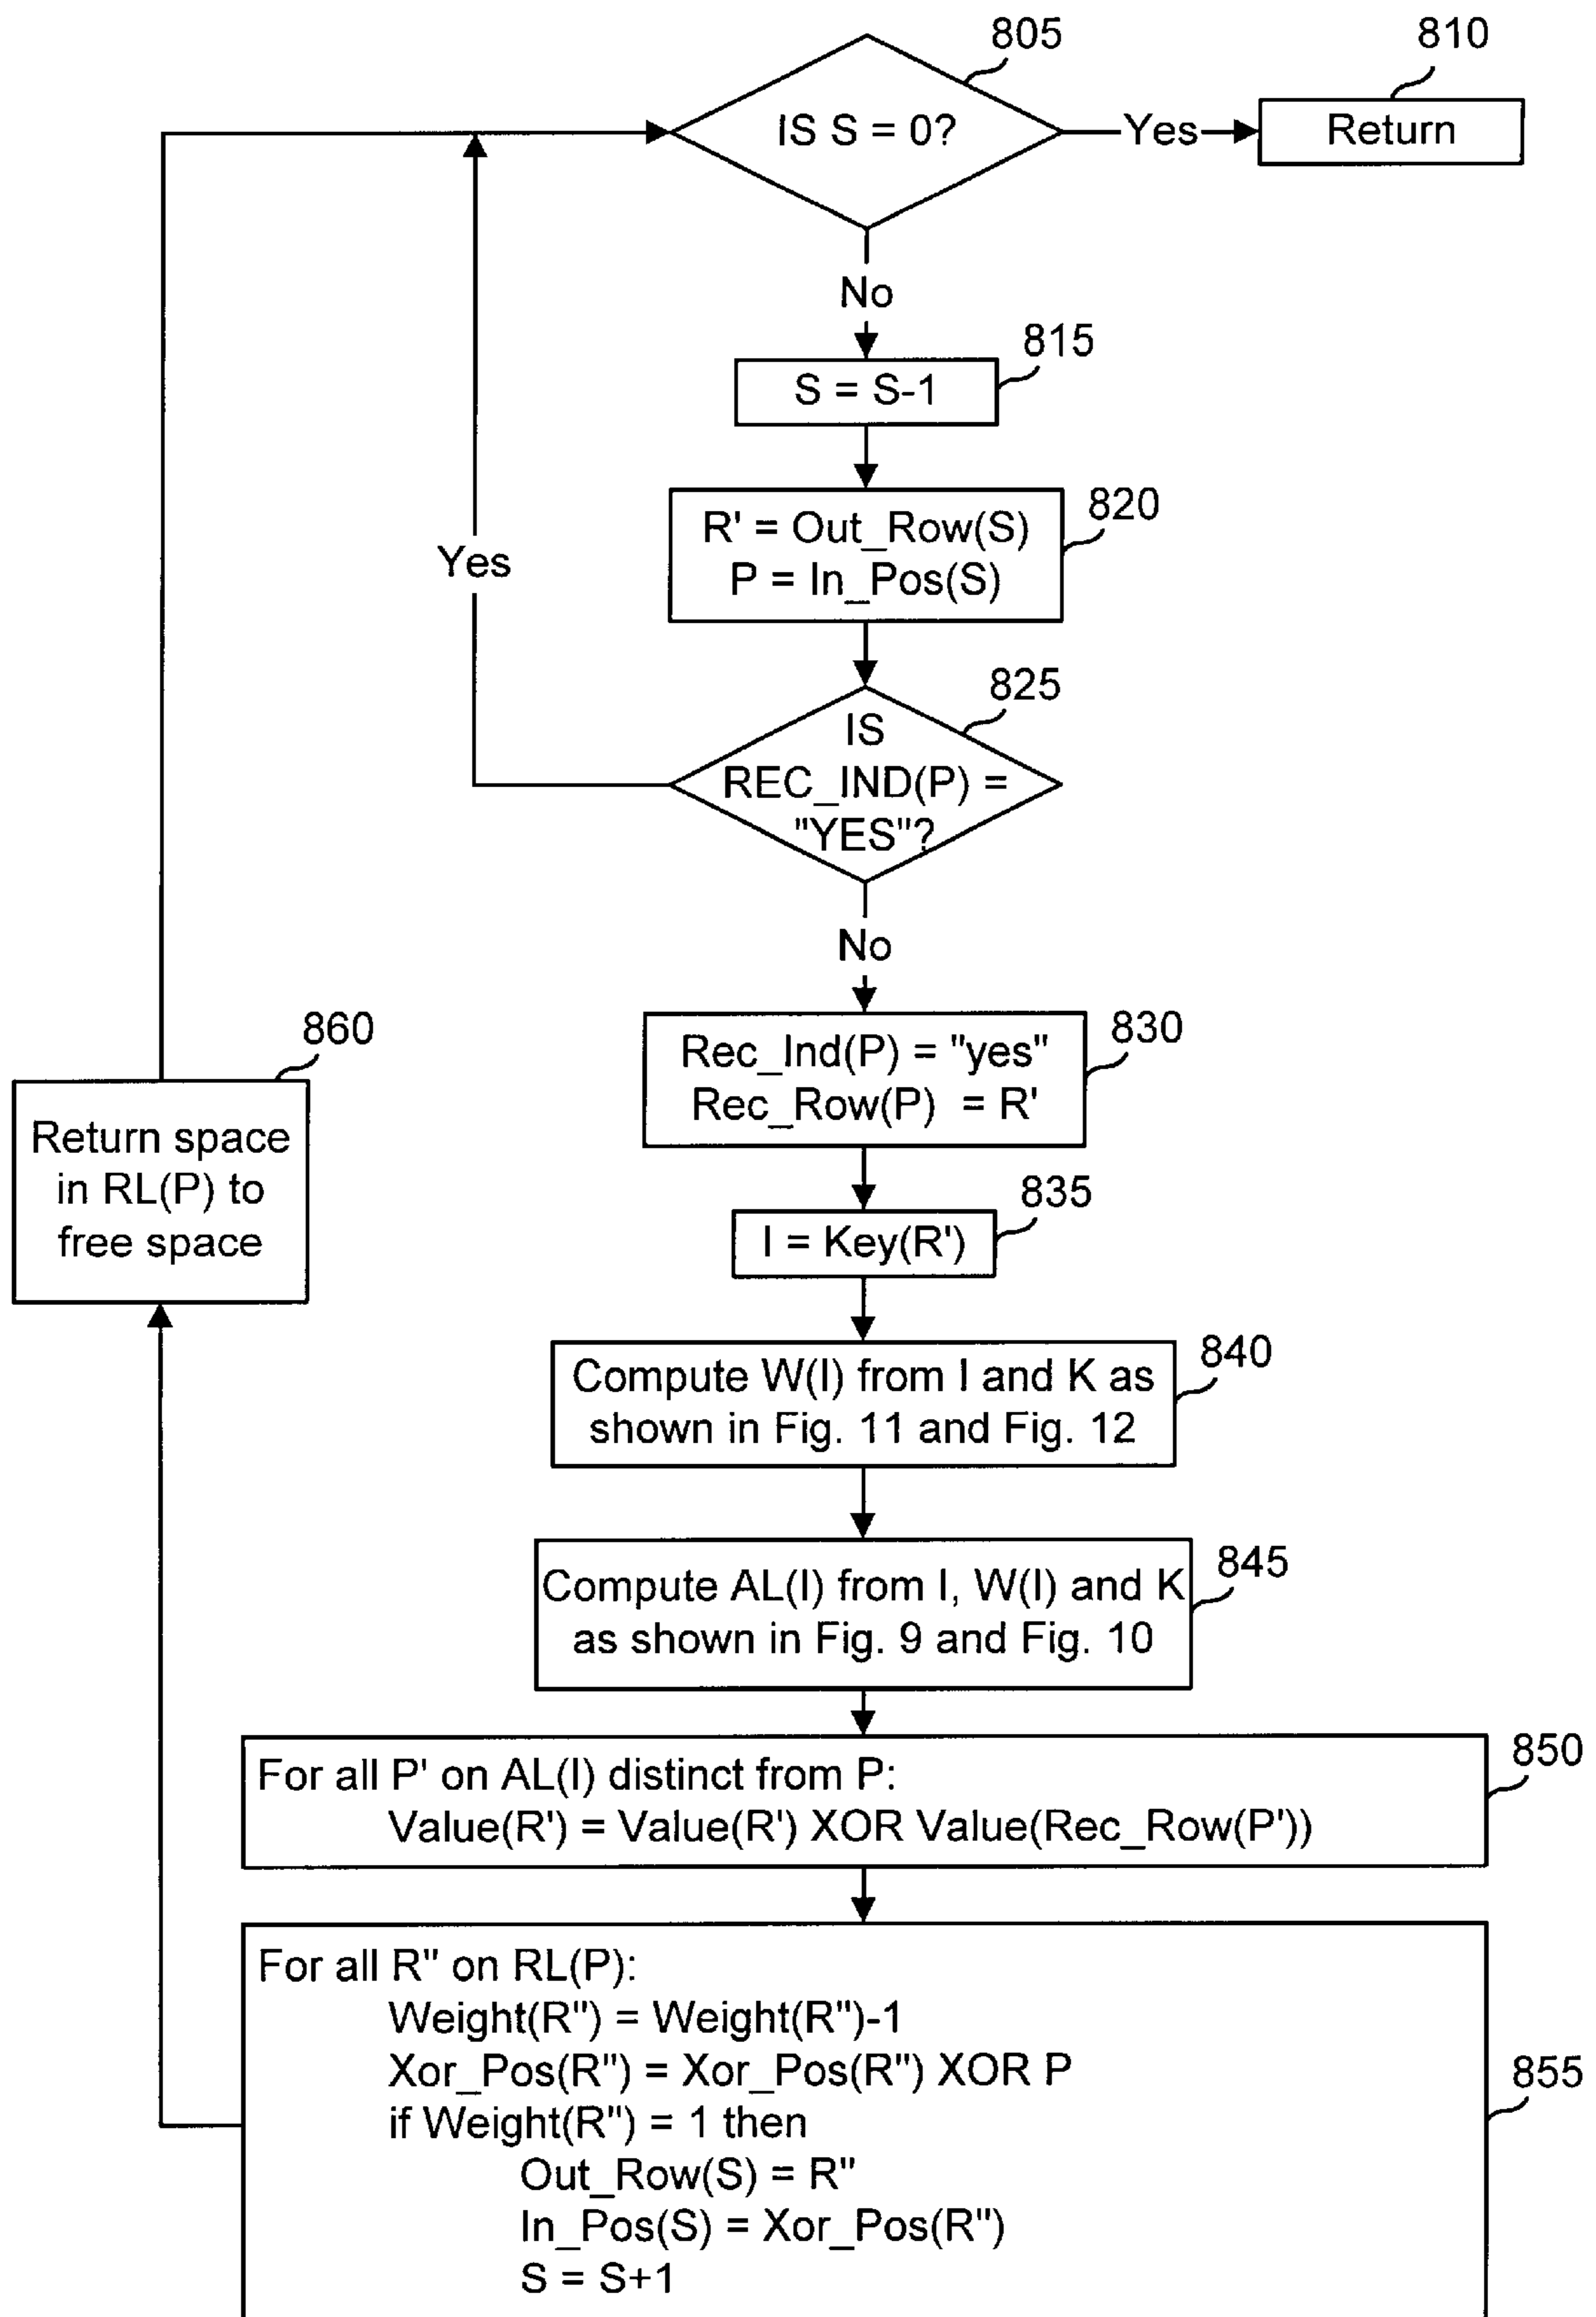 805
IS S = 0?
Yes
810
Return
No
815
S = S-1
820
R' = Out_Row(S)
P = In_Pos(S)
Yes
825
IS
REC_IND(P) =
"YES"?
No
830
Rec_Ind(P) = "yes"
Rec_Row(P) = R'
835
I = Key(R')
840
Compute W(I) from I and K as
shown in Fig. 11 and Fig. 12
845
Compute AL(I) from I, W(I) and K
as shown in Fig. 9 and Fig. 10
850
For all P' on AL(I) distinct from P:
Value(R') = Value(R') XOR Value(Rec_Row(P'))
855
For all R" on RL(P):
Weight(R") = Weight(R")-1
Xor_Pos(R") = Xor_Pos(R") XOR P
if Weight(R") = 1 then
Out_Row(S) = R"
In_Pos(S) = Xor_Pos(R")
S = S+1
860
Return space
in RL(P) to
free space